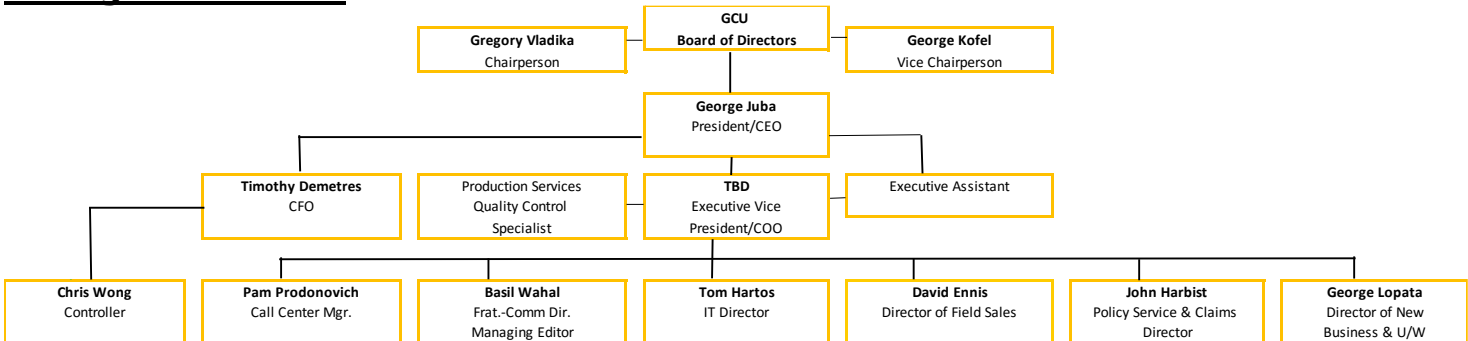 GCU
Board of Directors
Gregory Vladika
Chairperson
George Kofel
Vice Chairperson
George Juba
President/CEO
Timothy Demetres
CFO
Production Services
Quality Control
Specialist
TBD
Executive Vice
President/COO
Executive Assistant
Chris Wong
Controller
Pam Prodonovich
Call Center Mgr.
Basil Wahal
Frat.-Comm Dir.
Managing Editor
Tom Hartos
IT Director
David Ennis
Director of Field Sales
John Harbist
Policy Service & Claims
Director
George Lopata
Director of New
Business & U/W